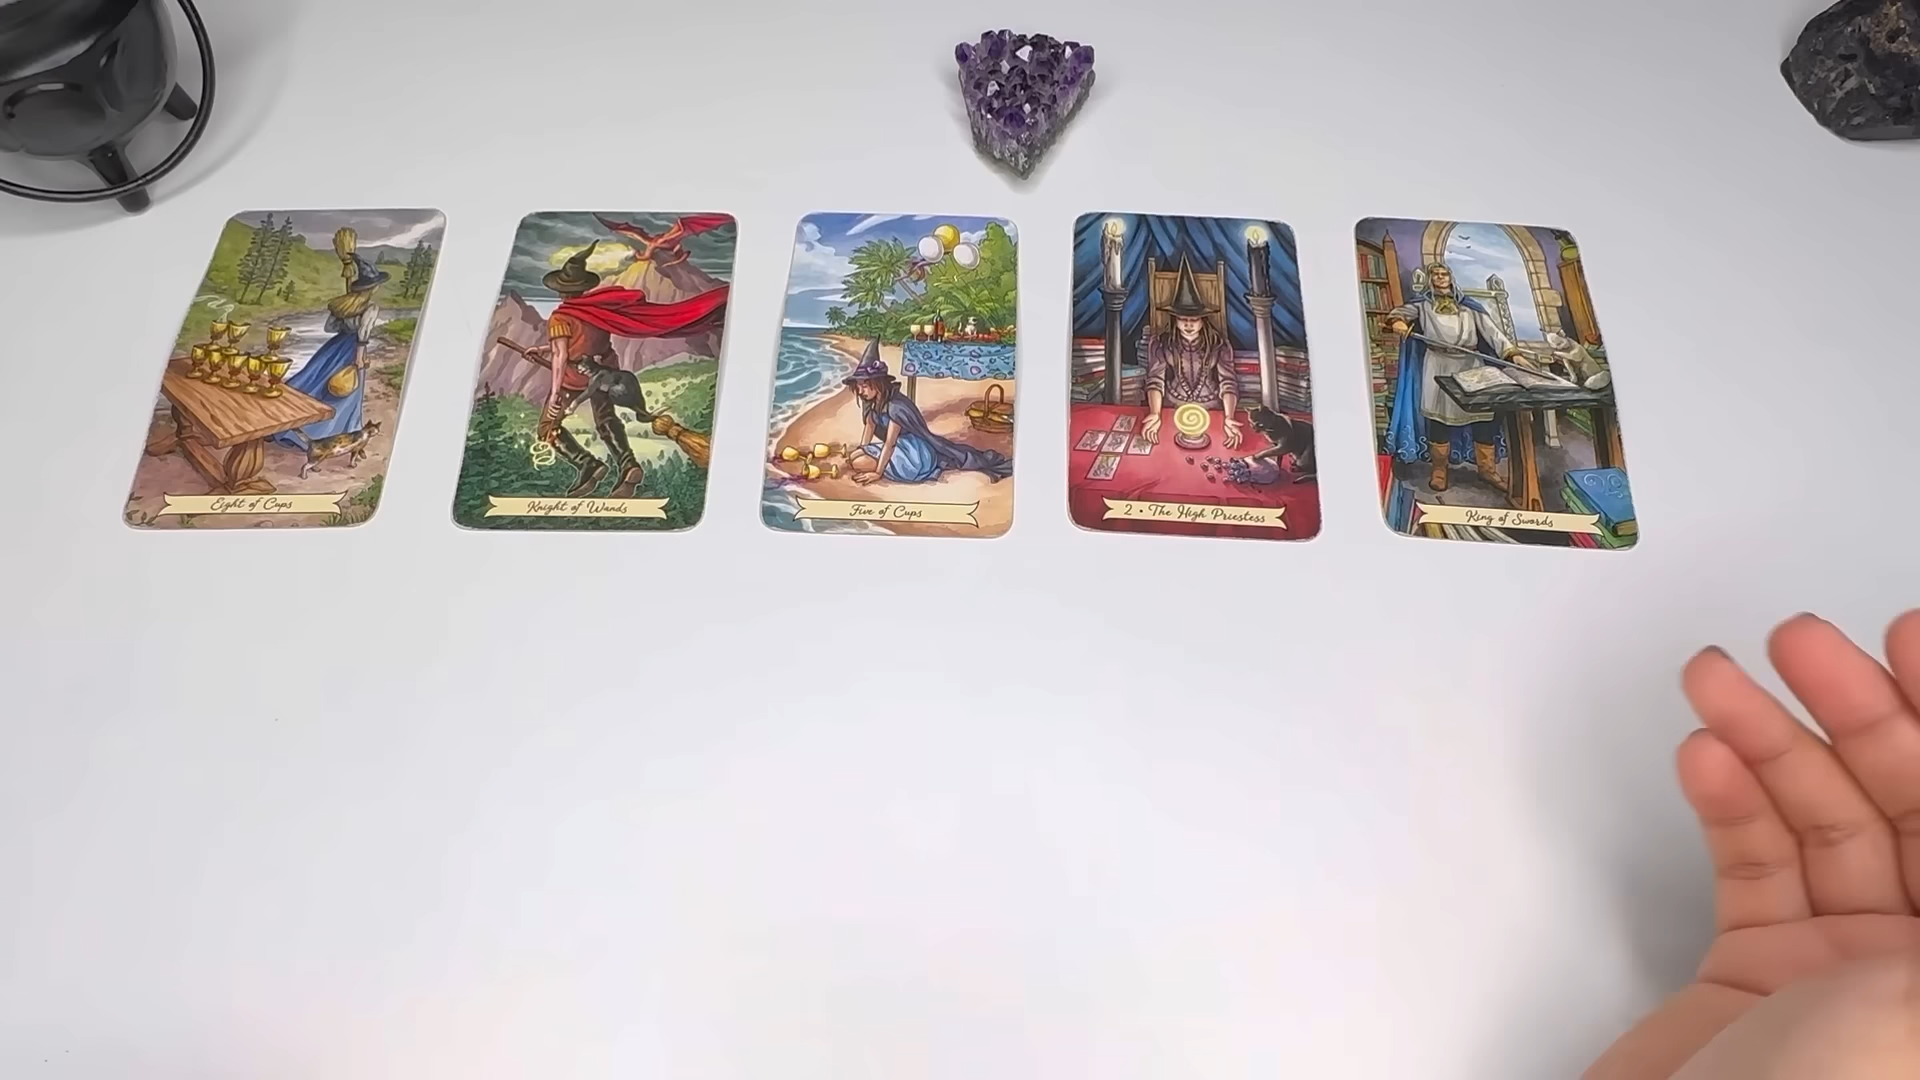 Eight of Cups
Knight of Wands
Five of Cups
2 • The High Priestess
King of Swords